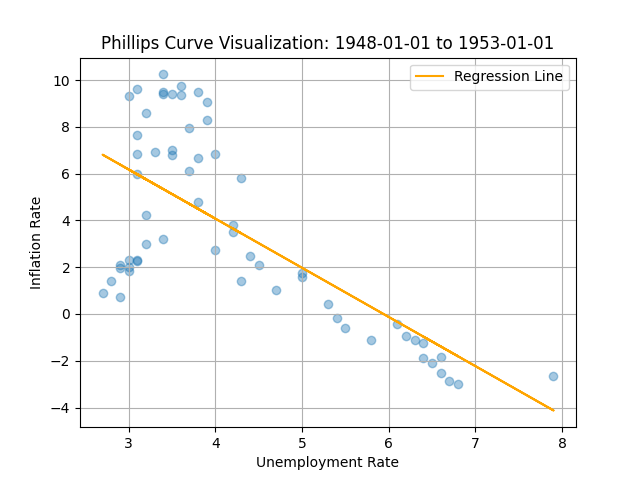 Phillips Curve Visualization: 1948-01-01 to 1953-01-01
Regression Line
Inflation Rate
10
8
6
4
2
0
−2
−4
3 4 5 6 7 8
Unemployment Rate